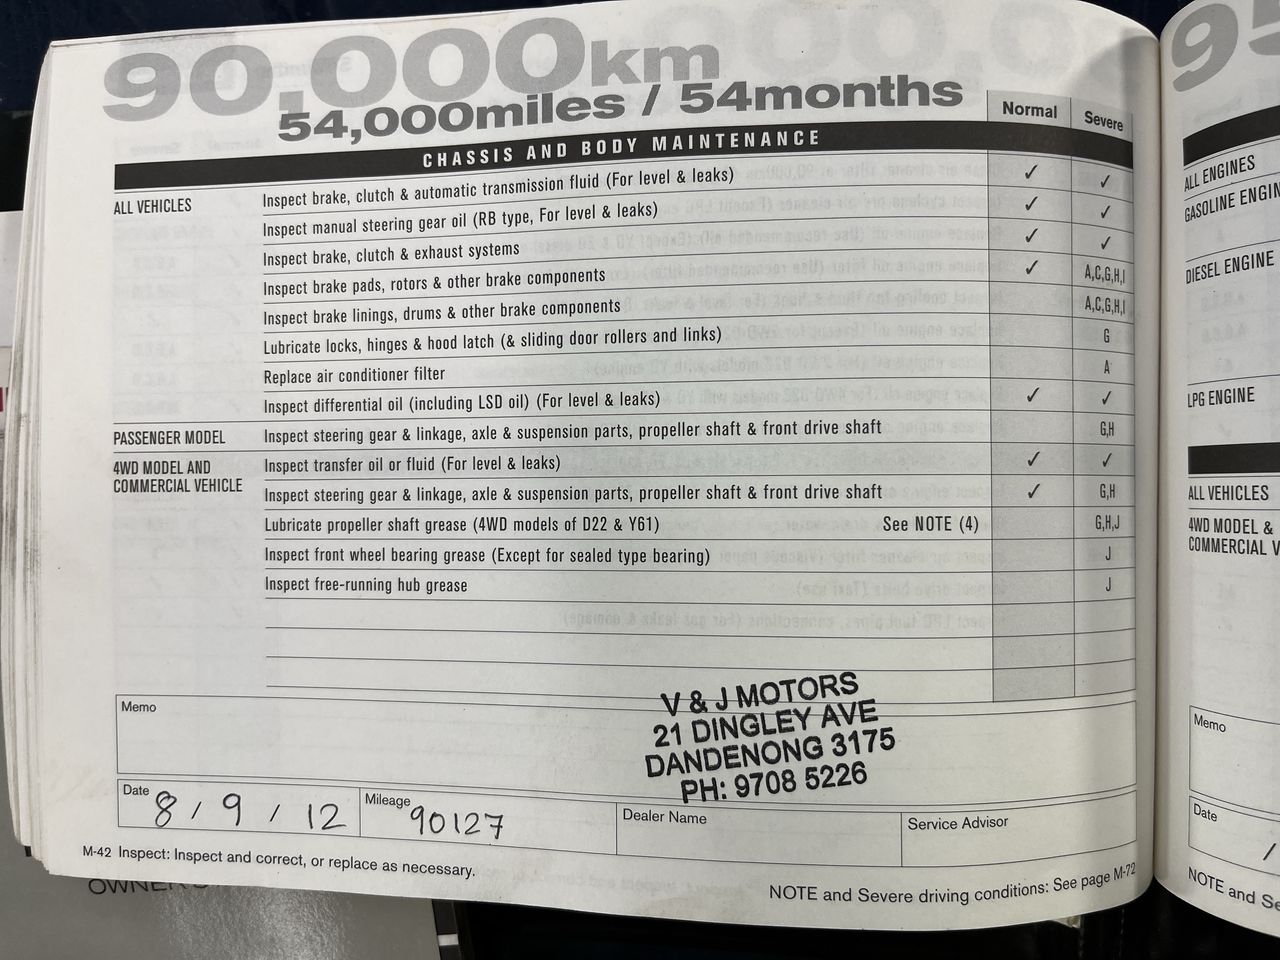 90,000km
54,000miles / 54months
Normal Severe
CHASSIS AND BODY MAINTENANCE
ALL VEHICLES Inspect brake, clutch & automatic transmission fluid (For level & leaks) ✓ ✓
Inspect manual steering gear oil (RB type, For level & leaks) ✓ ✓
Inspect brake, clutch & exhaust systems ✓ ✓
Inspect brake pads, rotors & other brake components ✓ A,C,G,H,I
Inspect brake linings, drums & other brake components A,C,G,H,I
Lubricate locks, hinges & hood latch (& sliding door rollers and links) G
Replace air conditioner filter A
Inspect differential oil (including LSD oil) (For level & leaks) ✓ ✓
PASSENGER MODEL Inspect steering gear & linkage, axle & suspension parts, propeller shaft & front drive shaft G,H
4WD MODEL AND
COMMERCIAL VEHICLE
Inspect transfer oil or fluid (For level & leaks) ✓ ✓
Inspect steering gear & linkage, axle & suspension parts, propeller shaft & front drive shaft ✓ G,H
Lubricate propeller shaft grease (4WD models of D22 & Y61) See NOTE (4) G,H,J
Inspect front wheel bearing grease (Except for sealed type bearing) J
Inspect free-running hub grease J
Memo
V & J MOTORS
21 DINGLEY AVE
DANDENONG 3175
PH: 9708 5226
Date 8 / 9 / 12 Mileage 90127 Dealer Name Service Advisor
M-42 Inspect: Inspect and correct, or replace as necessary.
NOTE and Severe driving conditions: See page M-72
OWNER'S
95
ALL ENGINES
GASOLINE ENGIN
DIESEL ENGINE
LPG ENGINE
ALL VEHICLES
4WD MODEL &
COMMERCIAL V
Memo
Date
/
NOTE and Se